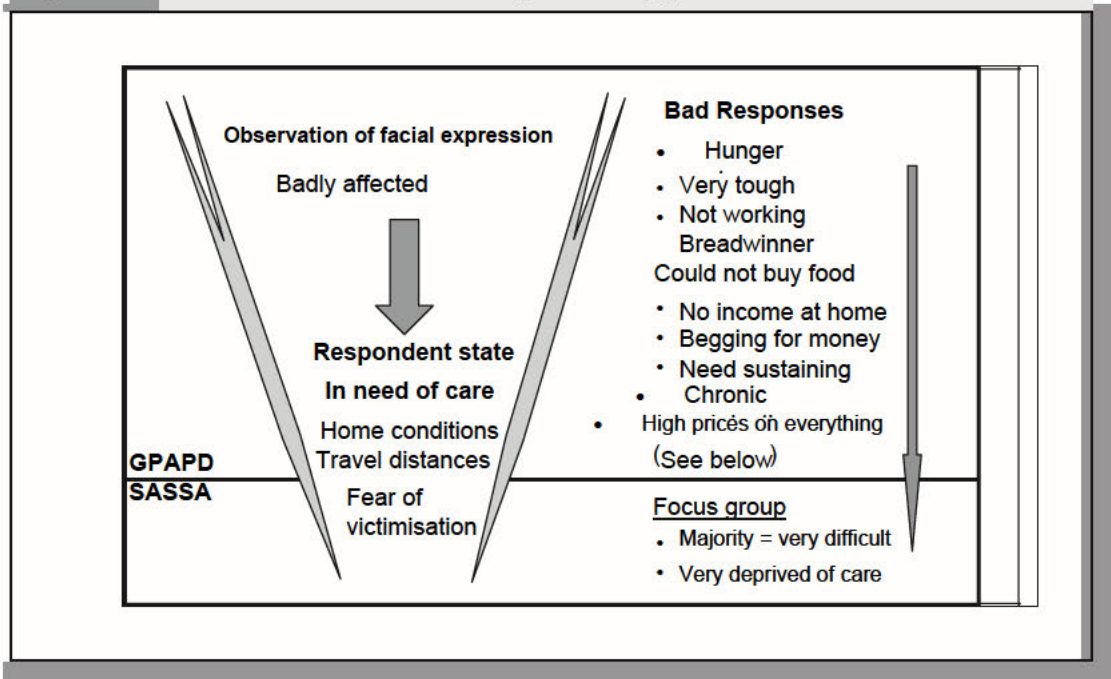 Observation of facial expression
Badly affected
Respondent state
In need of care
Home conditions
Travel distances
GPAPD
SASSA
Fear of
victimisation
Bad Responses
• Hunger
• Very tough
• Not working
Breadwinner
Could not buy food
• No income at home
• Begging for money
• Need sustaining
• Chronic
• High prices on everything
(See below)
Focus group
• Majority = very difficult
• Very deprived of care